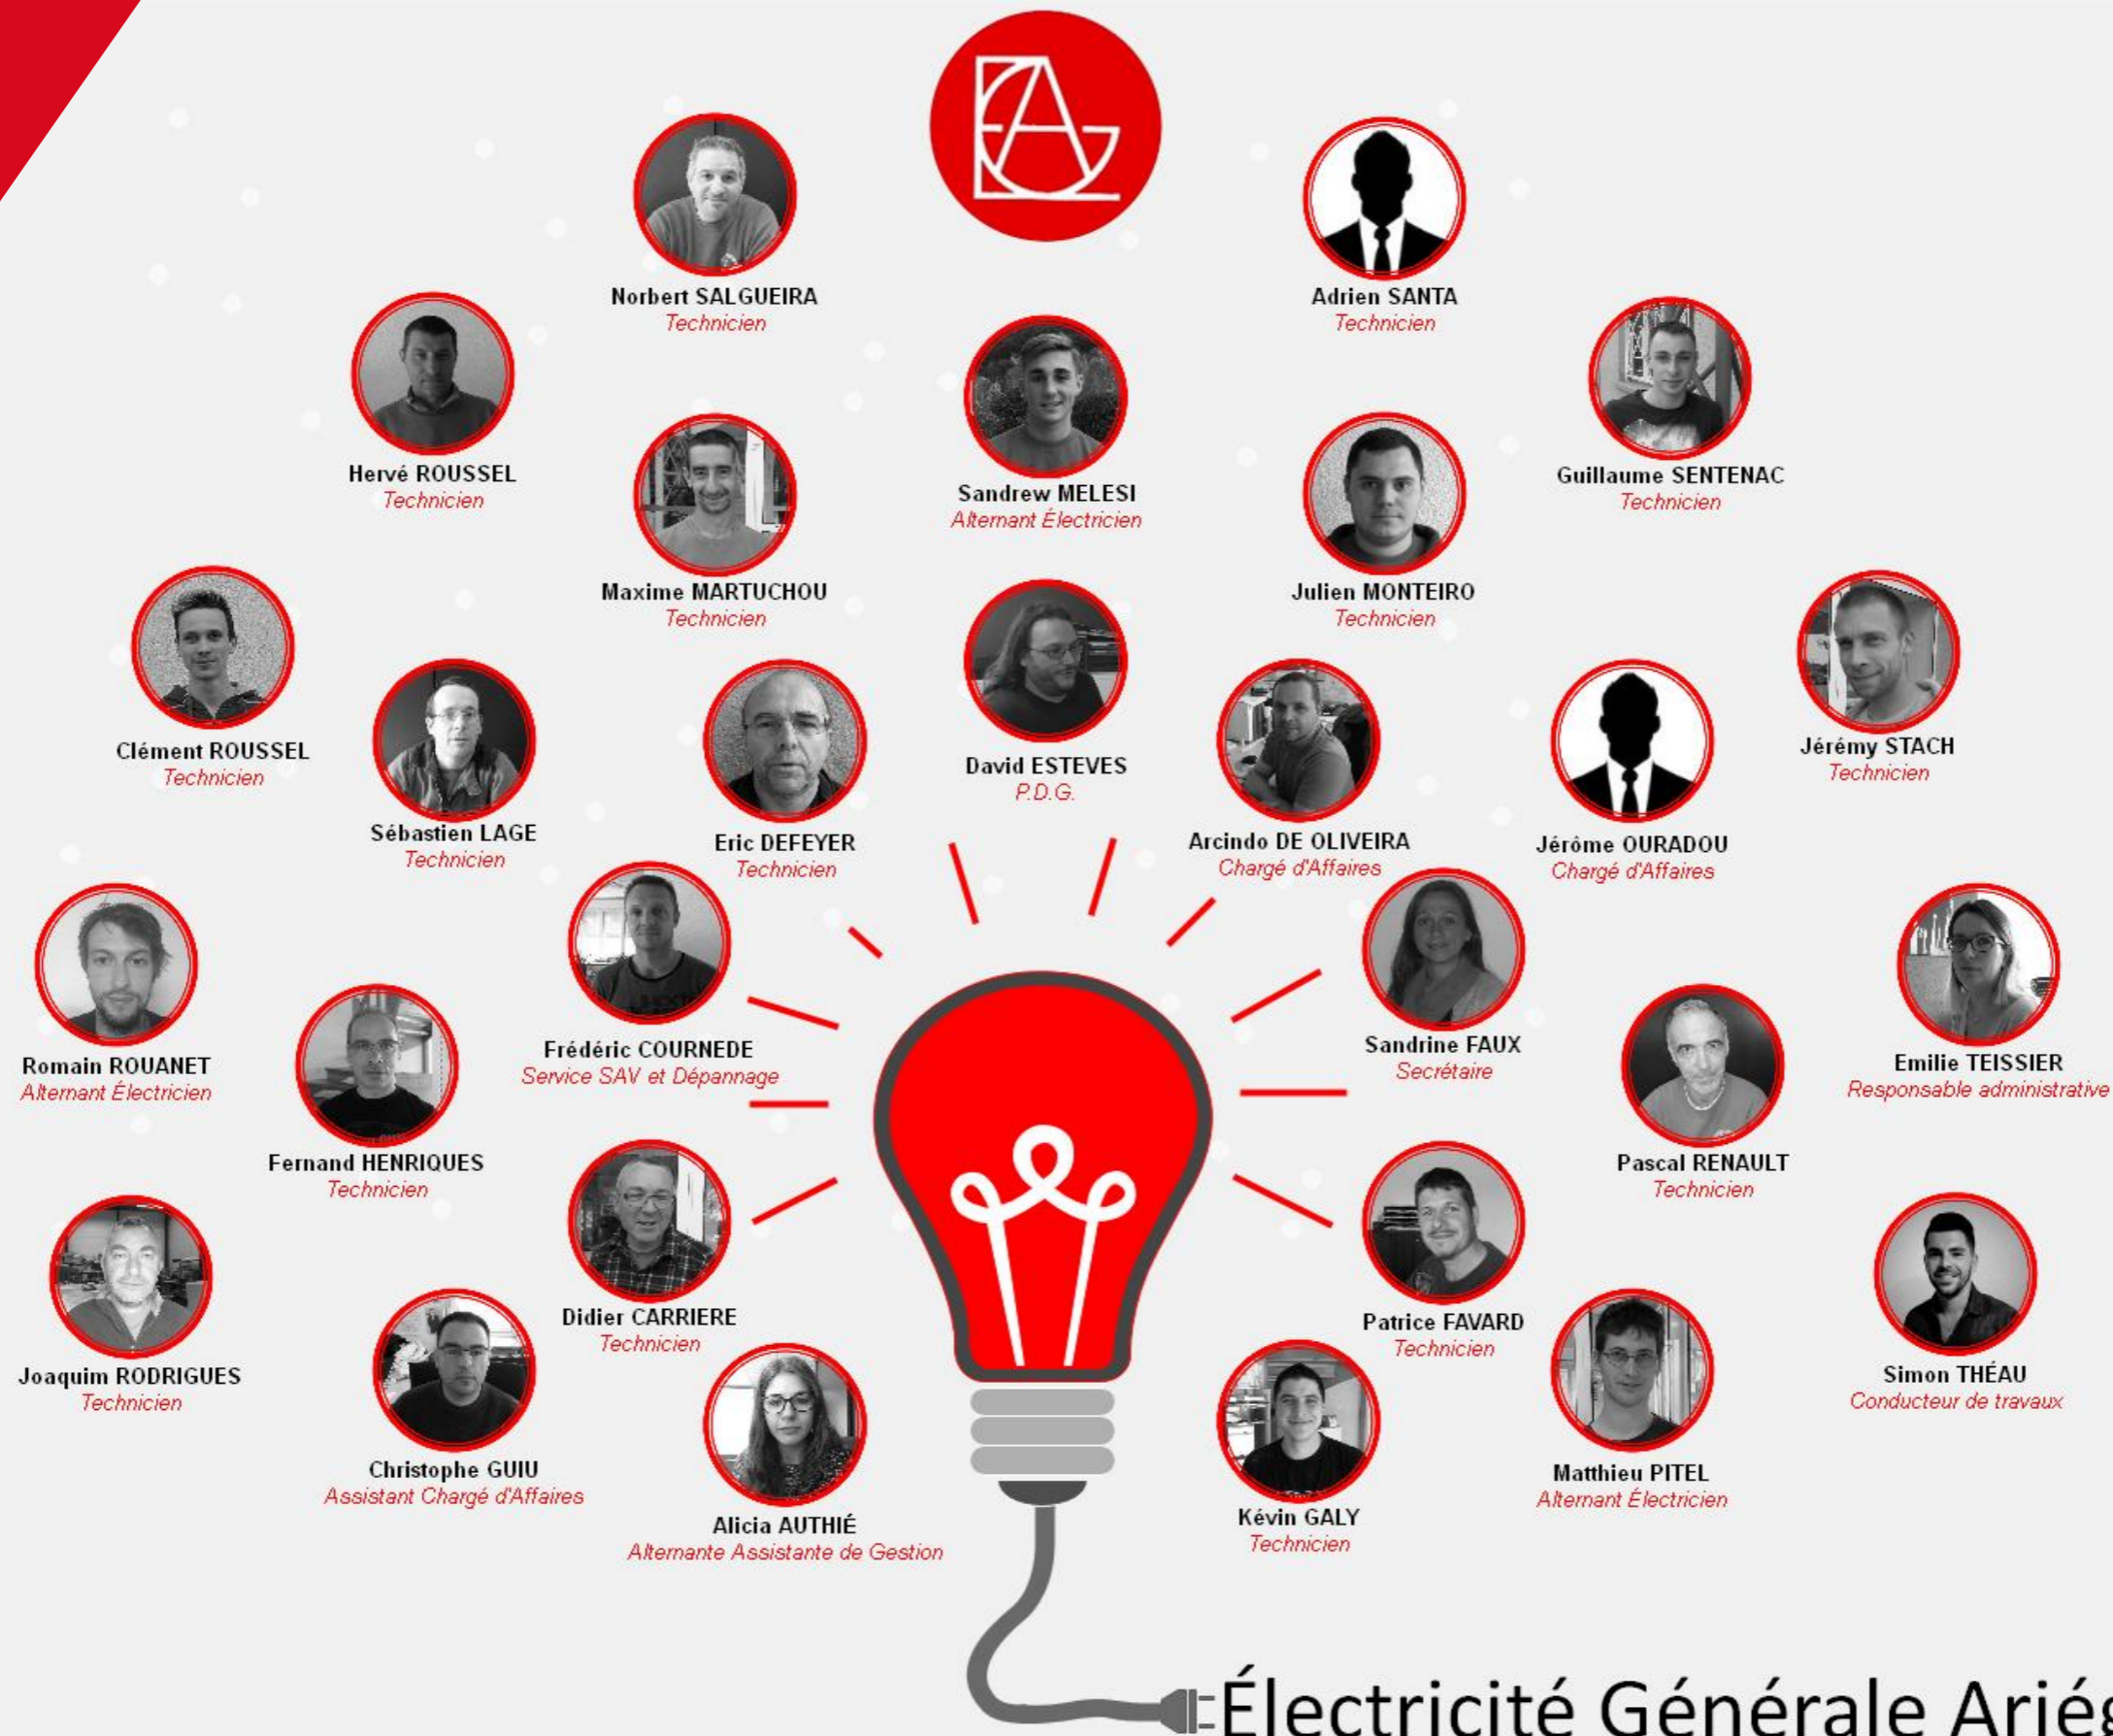 EGA
Norbert SALGUEIRA
Technicien
Adrien SANTA
Technicien
Hervé ROUSSEL
Technicien
Sandrew MELESI
Alternant Électricien
Guillaume SENTENAC
Technicien
Maxime MARTUCHOU
Technicien
Julien MONTEIRO
Technicien
Clément ROUSSEL
Technicien
David ESTEVES
P.D.G.
Jérémy STACH
Technicien
Sébastien LAGE
Technicien
Eric DEFEYER
Technicien
Arcindo DE OLIVEIRA
Chargé d'Affaires
Jérôme OURADOU
Chargé d'Affaires
Romain ROUANET
Alternant Électricien
Frédéric COURNEDE
Service SAV et Dépannage
Sandrine FAUX
Secrétaire
Emilie TEISSIER
Responsable administrative
Fernand HENRIQUES
Technicien
Pascal RENAULT
Technicien
Didier CARRIERE
Technicien
Patrice FAVARD
Technicien
Joaquim RODRIGUES
Technicien
Simon THÉAU
Conducteur de travaux
Christophe GUIU
Assistant Chargé d'Affaires
Matthieu PITEL
Alternant Électricien
Alicia AUTHIÉ
Alternante Assistante de Gestion
Kévin GALY
Technicien
Électricité Générale